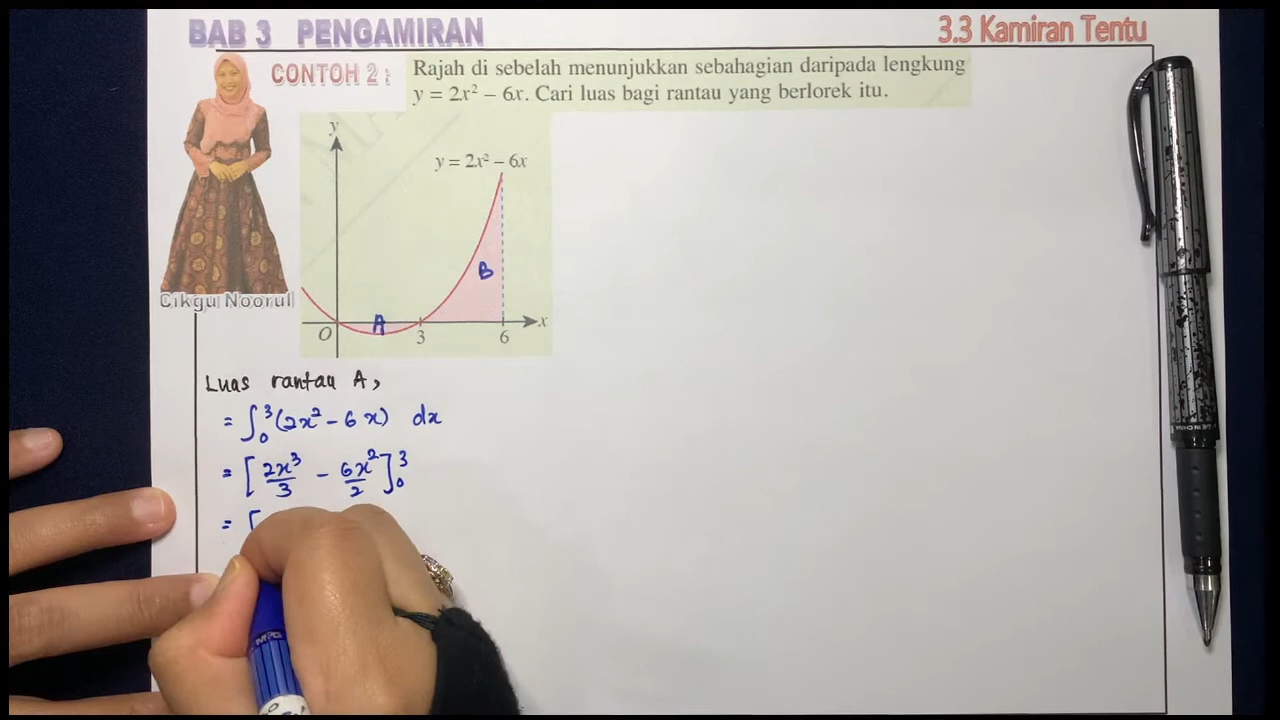 BAB 3 PENGAMIRAN
3.3 Kamiran Tentu
CONTOH 2 :
Rajah di sebelah menunjukkan sebahagian daripada lengkung
y = 2x² – 6x. Cari luas bagi rantau yang berlorek itu.
y
y = 2x² – 6x
B
A
O 3 6 x
Cikgu Noorul
Luas rantau A,
= ∫₀³ (2x² - 6x) dx
= [2x³/3 - 6x²/2]₀³
= [